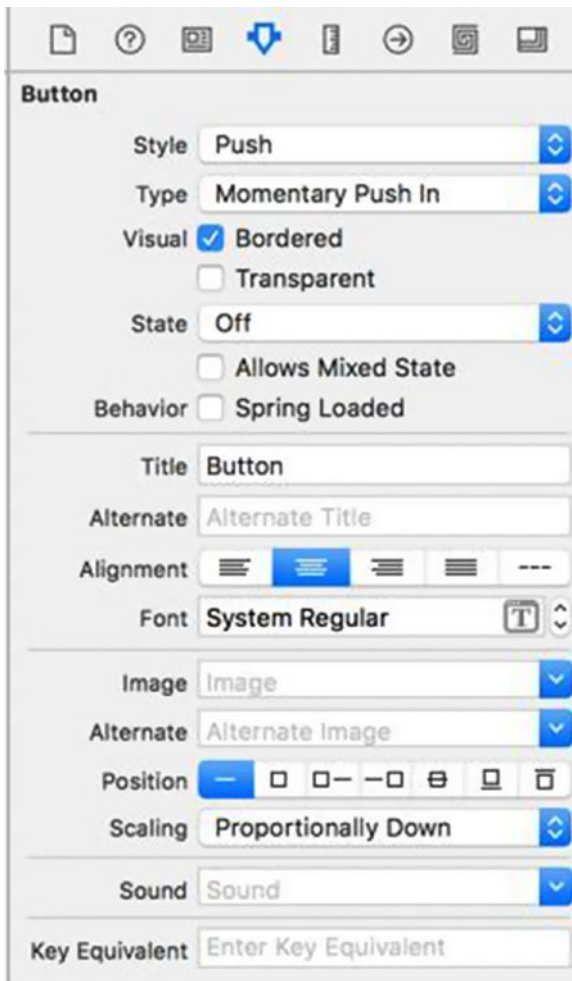 Button
Style Push
Type Momentary Push In
Visual Bordered
Transparent
State Off
Allows Mixed State
Behavior Spring Loaded
Title Button
Alternate Alternate Title
Alignment
Font System Regular T
Image Image
Alternate Alternate Image
Position
Scaling Proportionally Down
Sound Sound
Key Equivalent Enter Key Equivalent